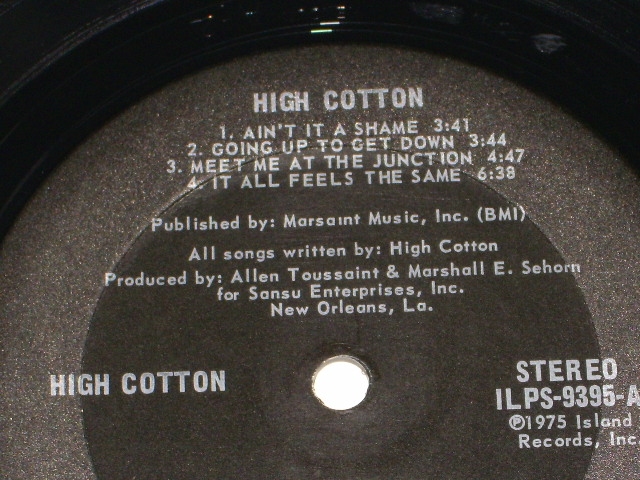 HIGH COTTON
1. AIN'T IT A SHAME 3:41
2. GOING UP TO GET DOWN 3:44
3. MEET ME AT THE JUNCTION 4:47
4. IT ALL FEELS THE SAME 6:38
Published by: Marsaint Music, Inc. (BMI)
All songs written by: High Cotton
Produced by: Allen Toussaint & Marshall E. Sehorn
for Sansu Enterprises, Inc.
New Orleans, La.
HIGH COTTON
STEREO
ILPS-9395-A
℗1975 Island
Records, Inc.